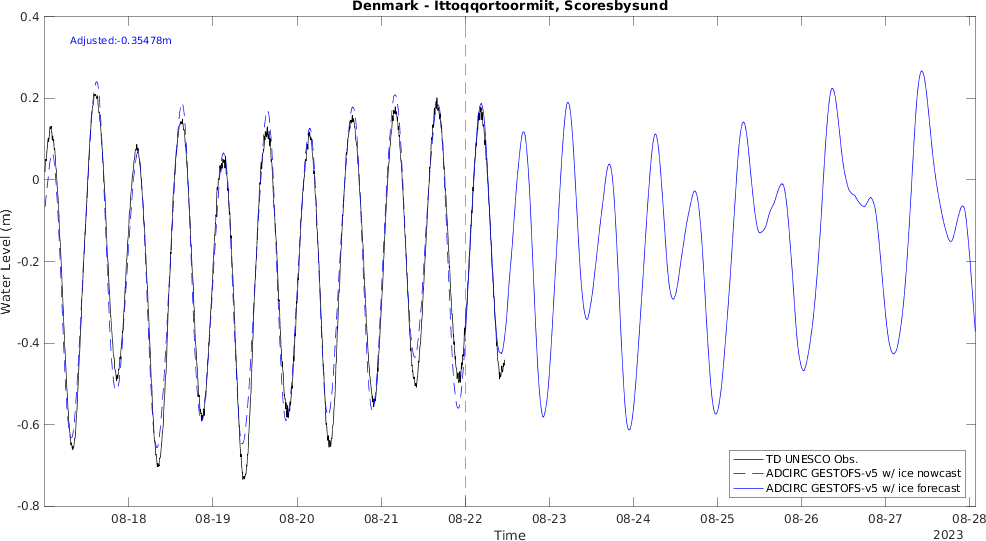 Denmark - Ittoqqortoormiit, Scoresbysund
Adjusted:-0.35478m
0.4
0.2
0
-0.2
-0.4
-0.6
-0.8
Water Level (m)
TD UNESCO Obs.
ADCIRC GESTOFS-v5 w/ ice nowcast
ADCIRC GESTOFS-v5 w/ ice forecast
08-18 08-19 08-20 08-21 08-22 08-23 08-24 08-25 08-26 08-27 08-28
Time
2023